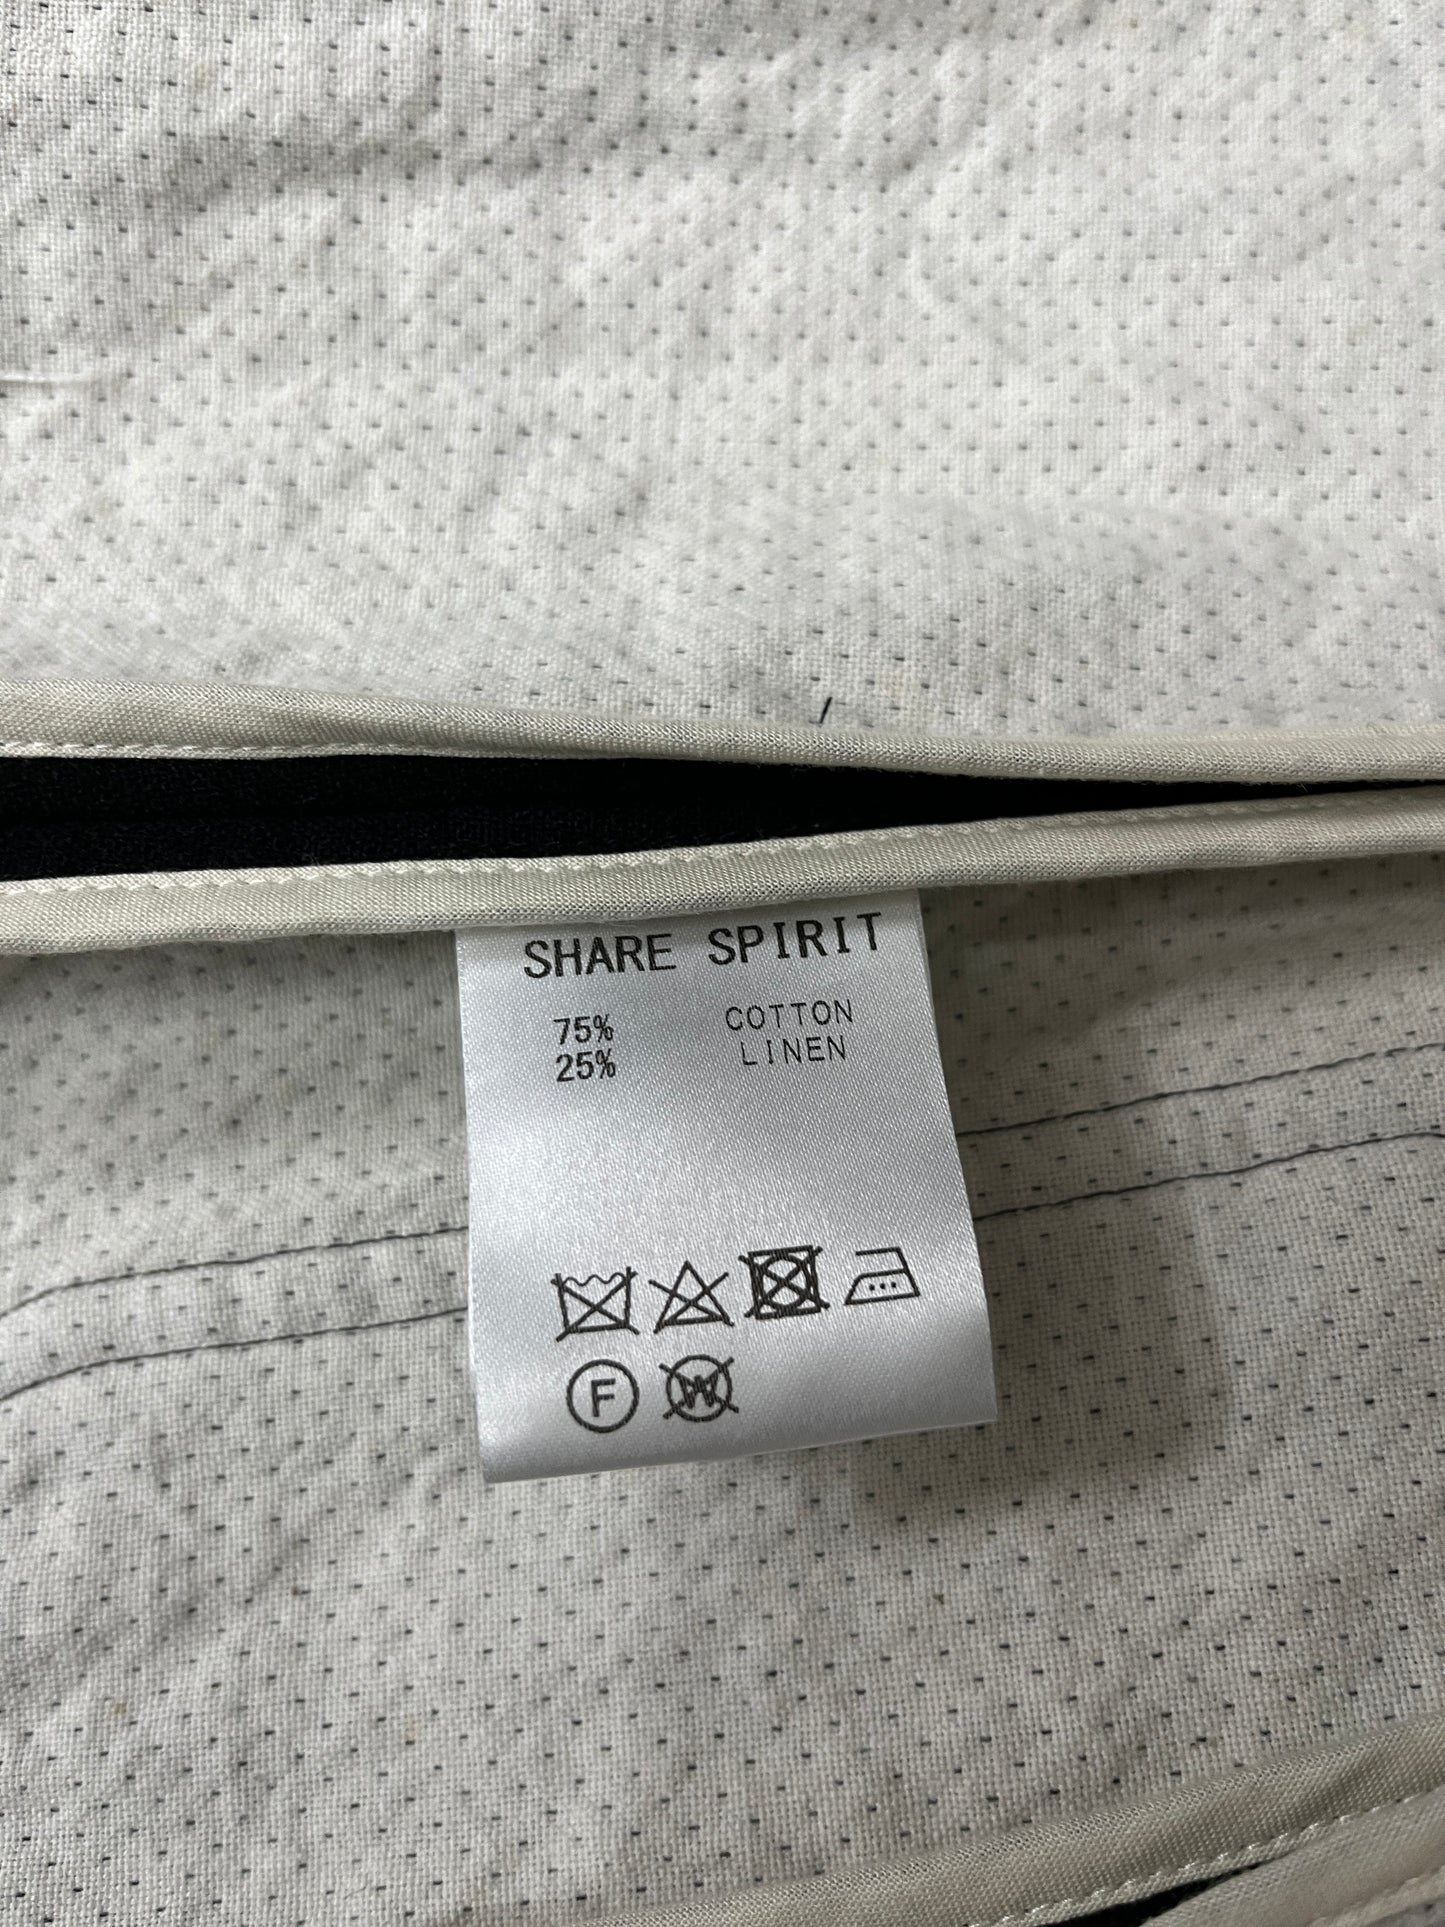 SHARE SPIRIT
75% COTTON
25% LINEN
F
W